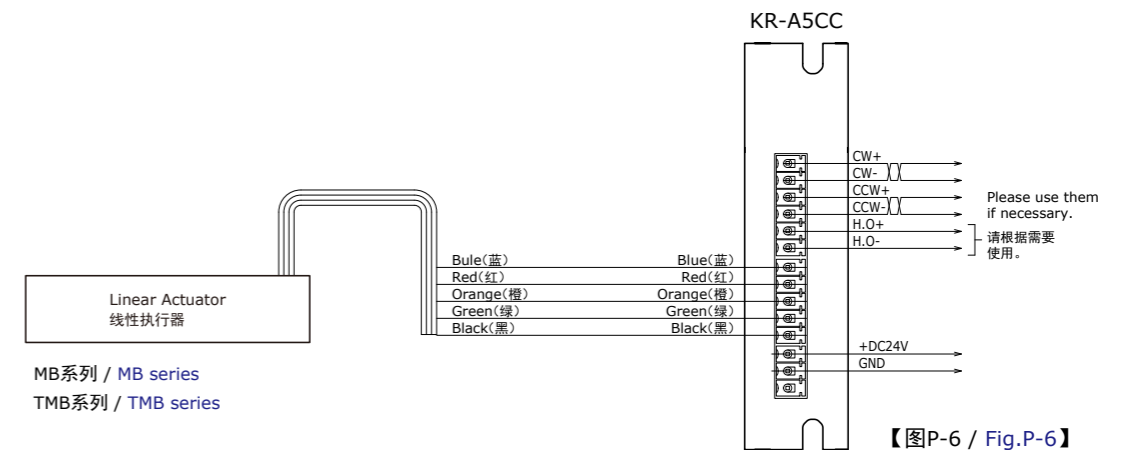 KR-A5CC
CW+
CW-
CCW+
CCW-
H.O+
H.O-
Please use them
if necessary.
请根据需要
使用。
Bule(蓝) Blue(蓝)
Red(红) Red(红)
Orange(橙) Orange(橙)
Green(绿) Green(绿)
Black(黑) Black(黑)
Linear Actuator
线性执行器
+DC24V
GND
MB系列 / MB series
TMB系列 / TMB series
【图P-6 / Fig.P-6】